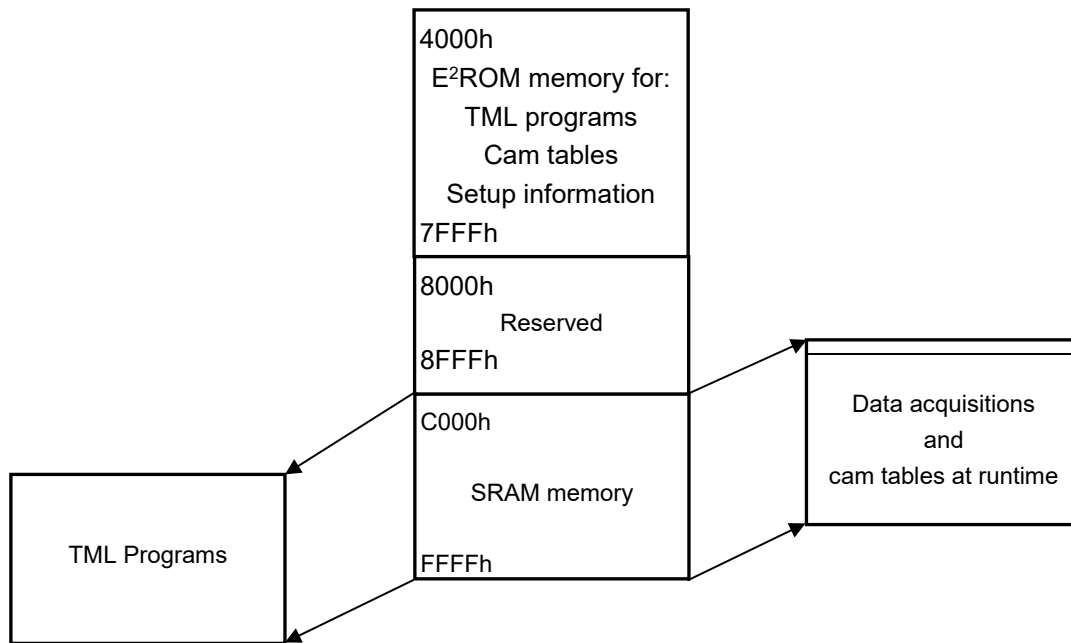 4000h
E²ROM memory for:
TML programs
Cam tables
Setup information
7FFFh
8000h
Reserved
8FFFh
C000h
SRAM memory
FFFFh
TML Programs
Data acquisitions
and
cam tables at runtime